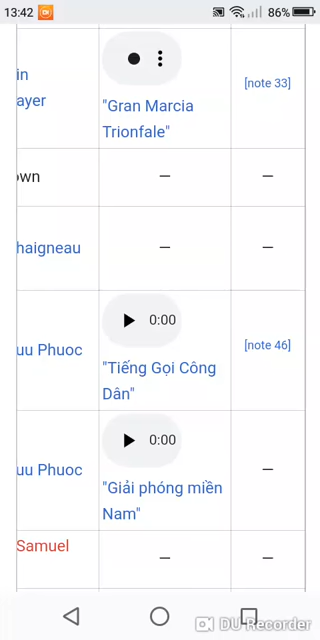 13:42 86%
in
ayer
"Gran Marcia
Trionfale"
[note 33]
own
—
—
haigneau
—
—
0:00
uu Phuoc
"Tiếng Gọi Công
Dân"
[note 46]
0:00
uu Phuoc
"Giải phóng miền
Nam"
—
Samuel
—
—
DU Recorder